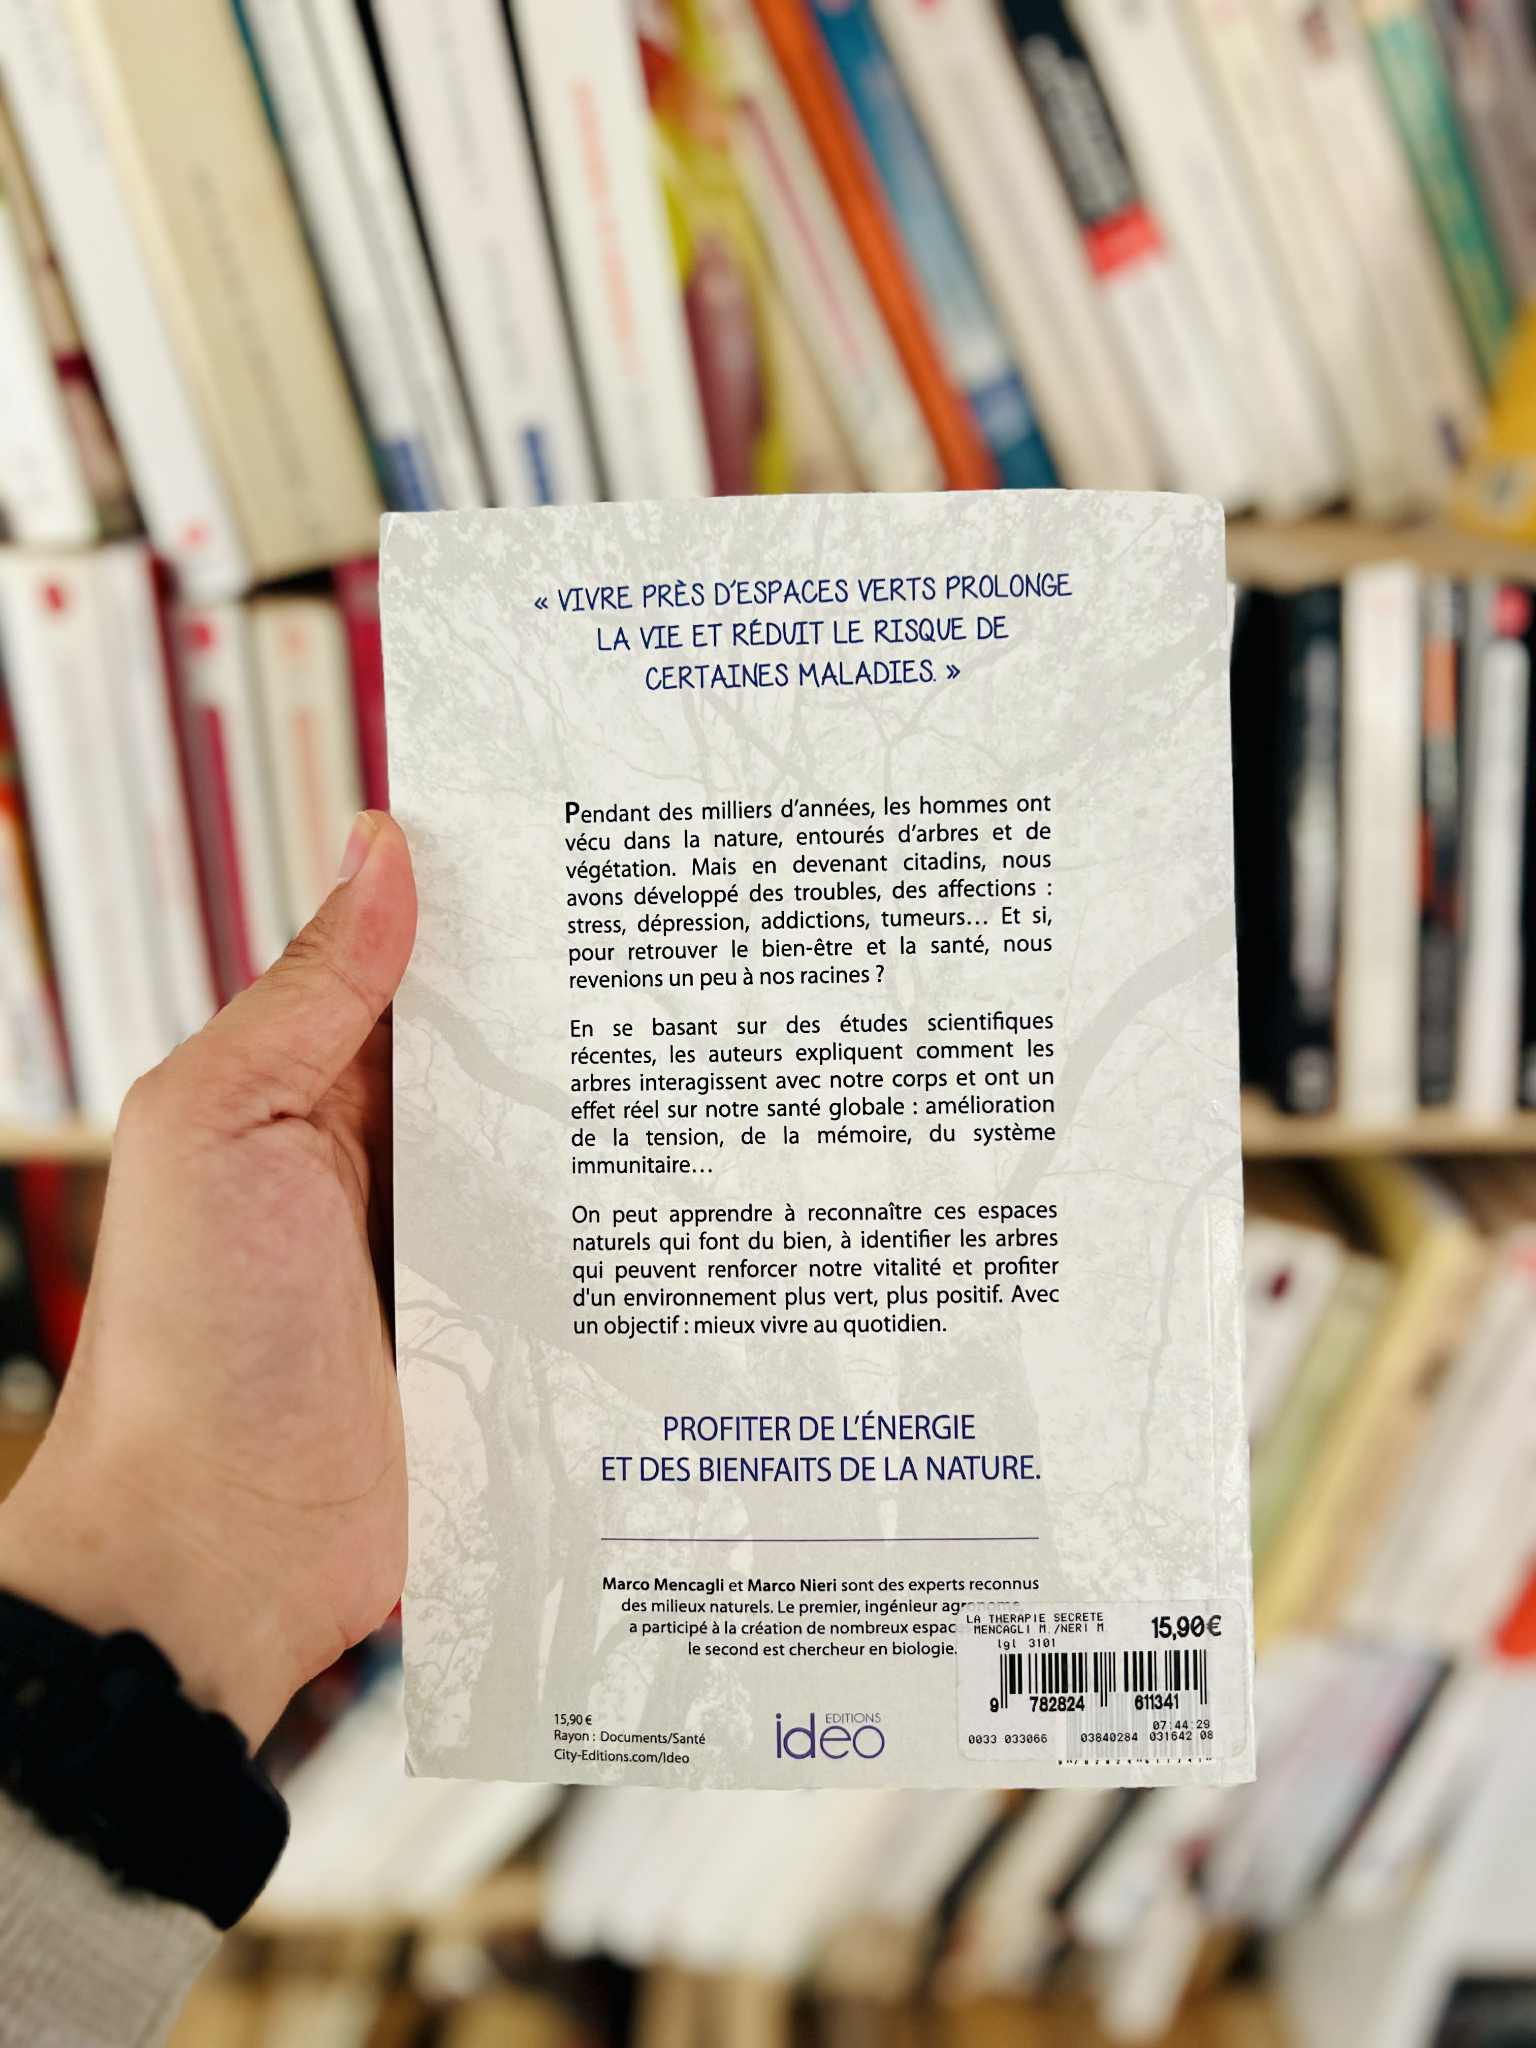 « VIVRE PRÈS D'ESPACES VERTS PROLONGE
LA VIE ET RÉDUIT LE RISQUE DE
CERTAINES MALADIES. »
Pendant des milliers d'années, les hommes ont
vécu dans la nature, entourés d'arbres et de
végétation. Mais en devenant citadins, nous
avons développé des troubles, des affections :
stress, dépression, addictions, tumeurs... Et si,
pour retrouver le bien-être et la santé, nous
revenions un peu à nos racines ?
En se basant sur des études scientifiques
récentes, les auteurs expliquent comment les
arbres interagissent avec notre corps et ont un
effet réel sur notre santé globale : amélioration
de la tension, de la mémoire, du système
immunitaire...
On peut apprendre à reconnaître ces espaces
naturels qui font du bien, à identifier les arbres
qui peuvent renforcer notre vitalité et profiter
d'un environnement plus vert, plus positif. Avec
un objectif : mieux vivre au quotidien.
PROFITER DE L'ÉNERGIE
ET DES BIENFAITS DE LA NATURE.
Marco Mencagli et Marco Nieri sont des experts reconnus
des milieux naturels. Le premier, ingénieur agronome
a participé à la création de nombreux espac
le second est chercheur en biologie.
LA THERAPIE SECRETE
MENCAGLI M./NERI M.
lgl 3101
15,90€
9 782824 611341
07:44:29
0033 033066 03840284 031642 08
15,90 €
Rayon : Documents/Santé
City-Editions.com/Ideo
EDITIONS
ideo